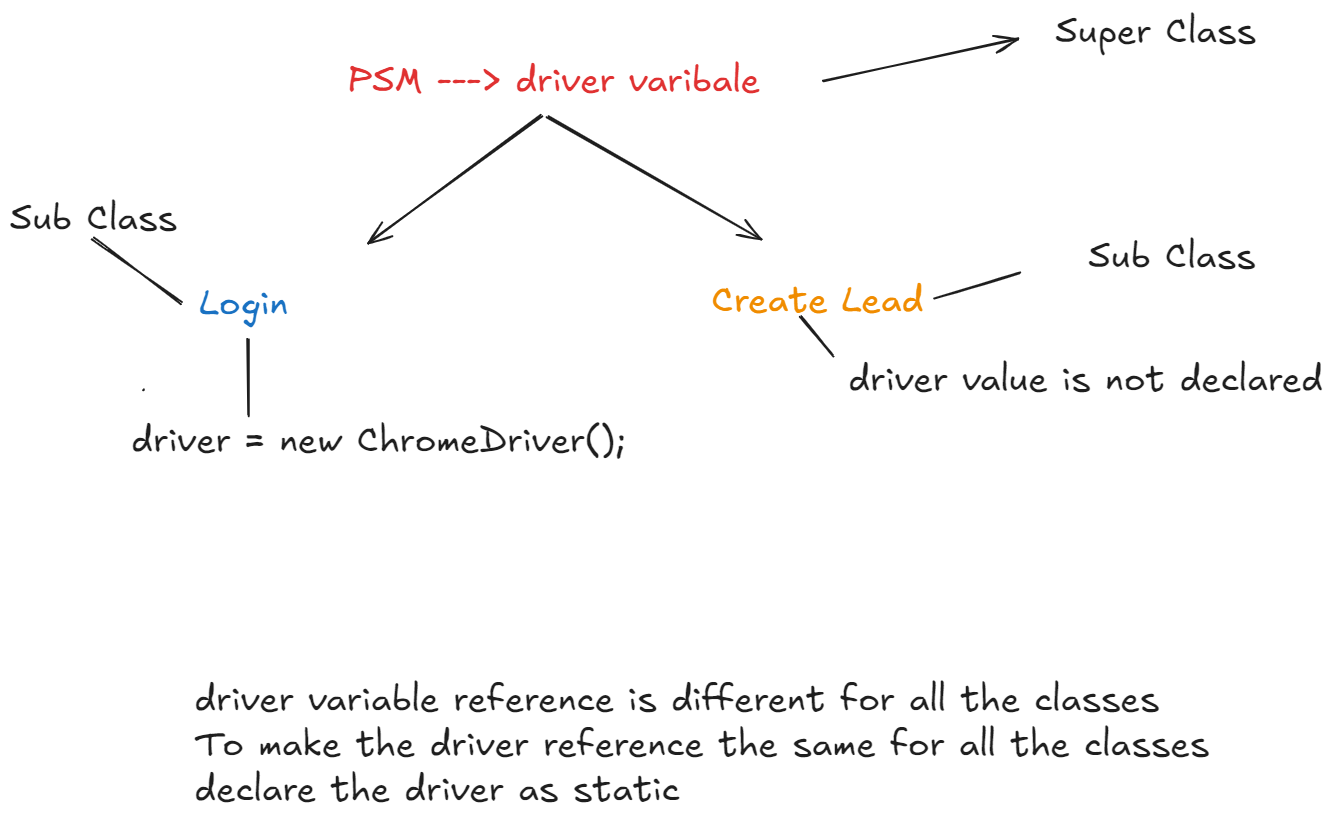 Super Class
PSM ---> driver varibale
Sub Class
Sub Class
Login
Create Lead
driver value is not declared
driver = new ChromeDriver();
driver variable reference is different for all the classes
To make the driver reference the same for all the classes
declare the driver as static